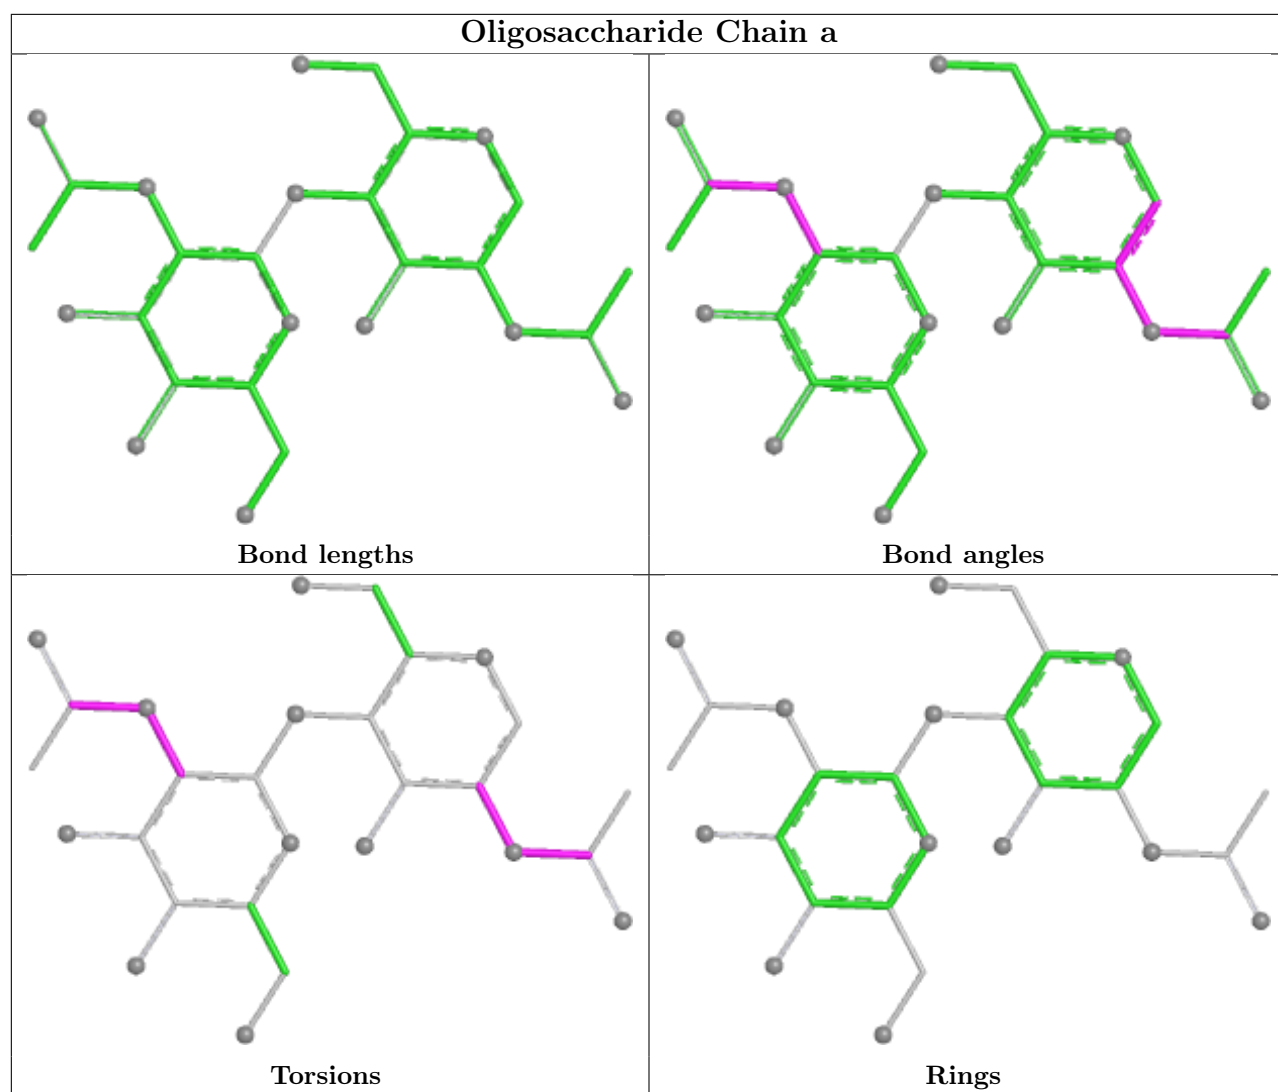 Oligosaccharide Chain a
Bond lengths
Bond angles
Torsions
Rings